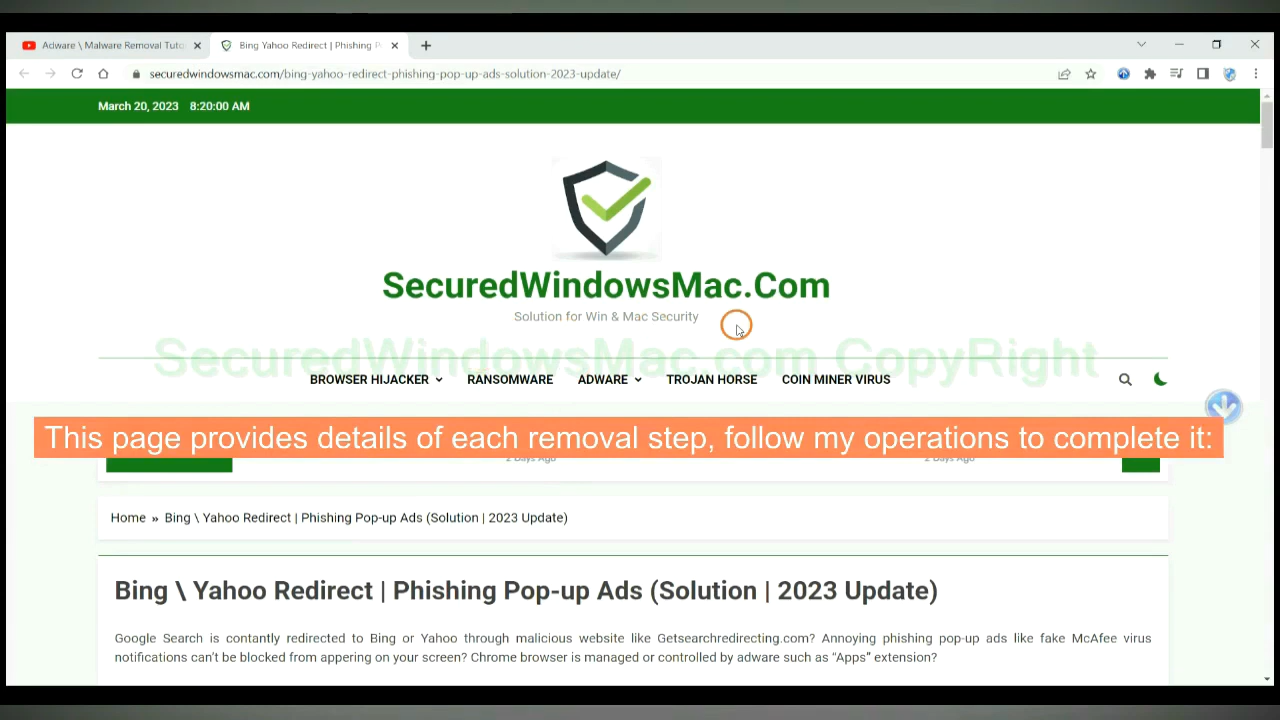 Adware \ Malware Removal Tuto
Bing Yahoo Redirect | Phishing P
securedwindowsmac.com/bing-yahoo-redirect-phishing-pop-up-ads-solution-2023-update/
March 20, 2023 8:20:00 AM
SecuredWindowsMac.Com
Solution for Win & Mac Security
SecuredWindowsMac.com CopyRight
BROWSER HIJACKER RANSOMWARE ADWARE TROJAN HORSE COIN MINER VIRUS
This page provides details of each removal step, follow my operations to complete it:
2 Days Ago 2 Days Ago
Home » Bing \ Yahoo Redirect | Phishing Pop-up Ads (Solution | 2023 Update)
Bing \ Yahoo Redirect | Phishing Pop-up Ads (Solution | 2023 Update)
Google Search is contantly redirected to Bing or Yahoo through malicious website like Getsearchredirecting.com? Annoying phishing pop-up ads like fake McAfee virus
notifications can't be blocked from appering on your screen? Chrome browser is managed or controlled by adware such as “Apps” extension?